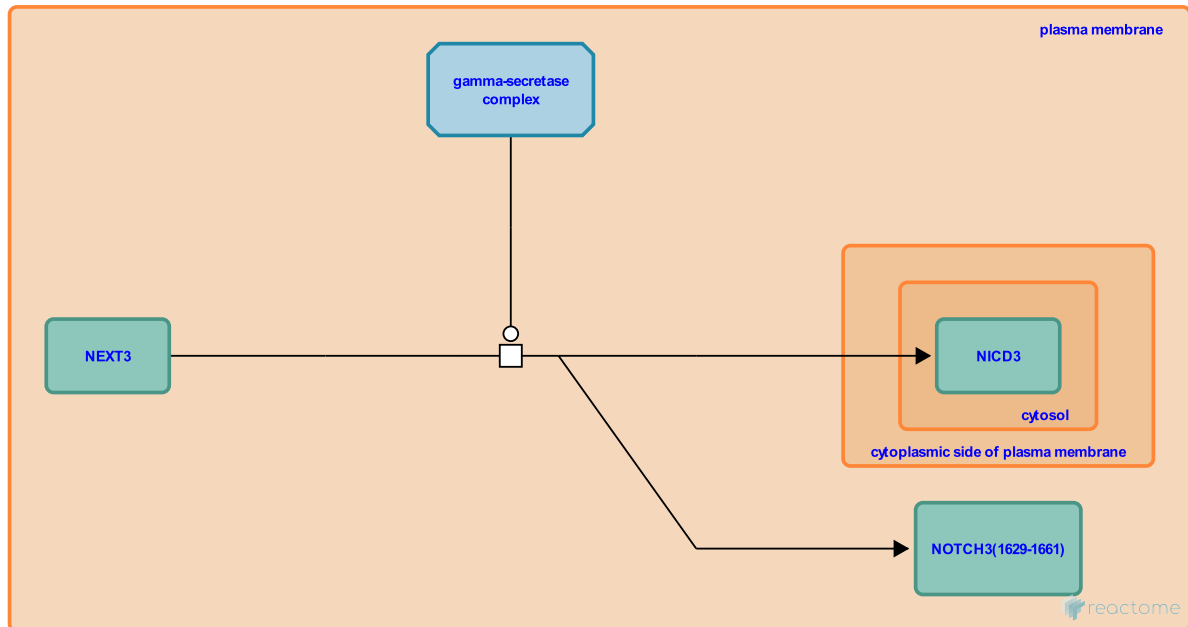 plasma membrane
gamma-secretase
complex
NEXT3
NICD3
cytosol
cytoplasmic side of plasma membrane
NOTCH3(1629-1661)
reactome